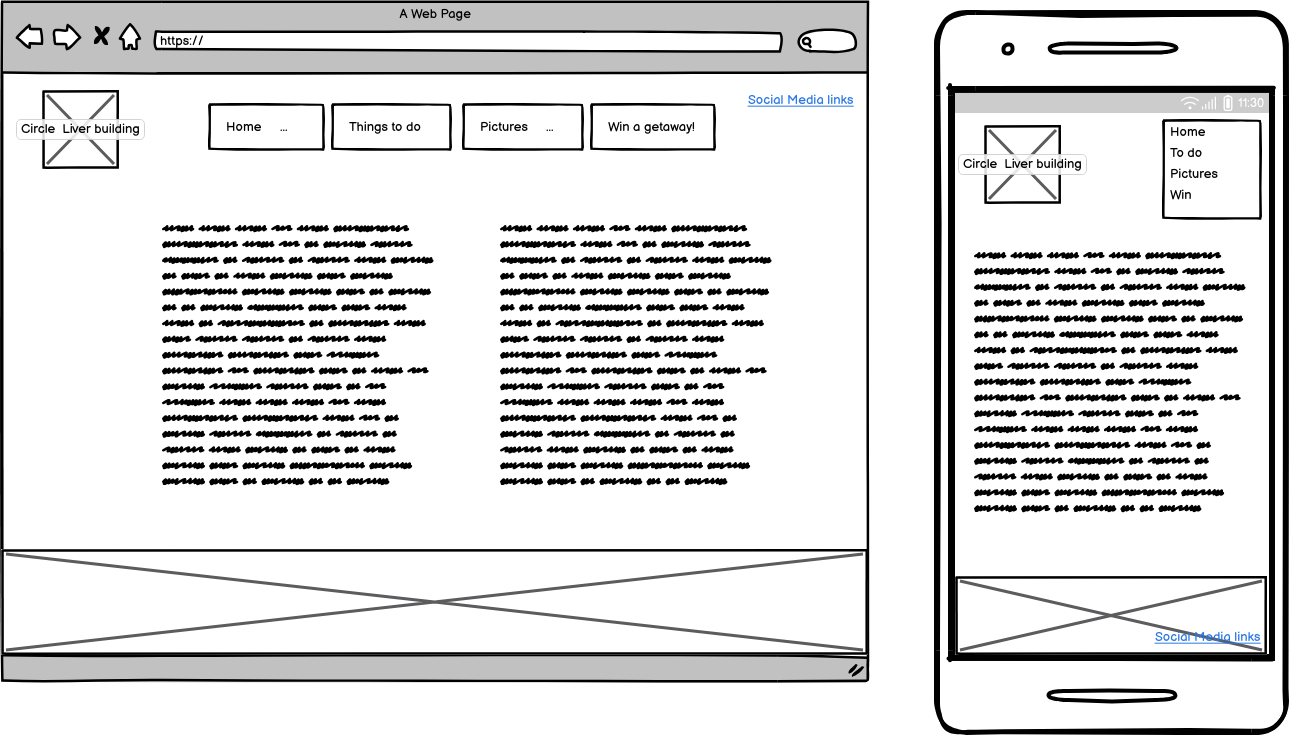 A Web Page
https://
Social Media links
Circle Liver building
Home ...
Things to do
Pictures ...
Win a getaway!
11:30
Circle Liver building
Home
To do
Pictures
Win
Social Media links